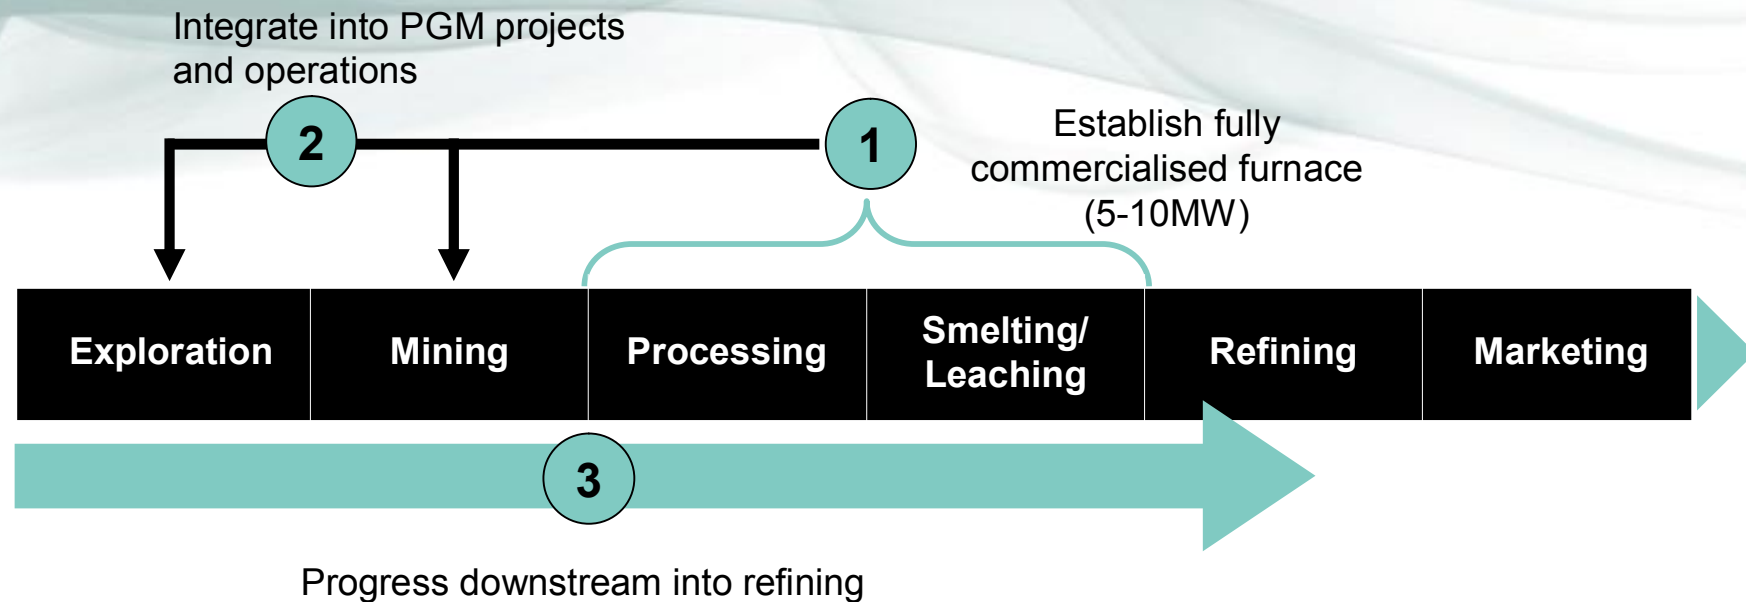 Integrate into PGM projects
and operations
2
1
Establish fully
commercialised furnace
(5-10MW)
Exploration
Mining
Processing
Smelting/
Leaching
Refining
Marketing
3
Progress downstream into refining